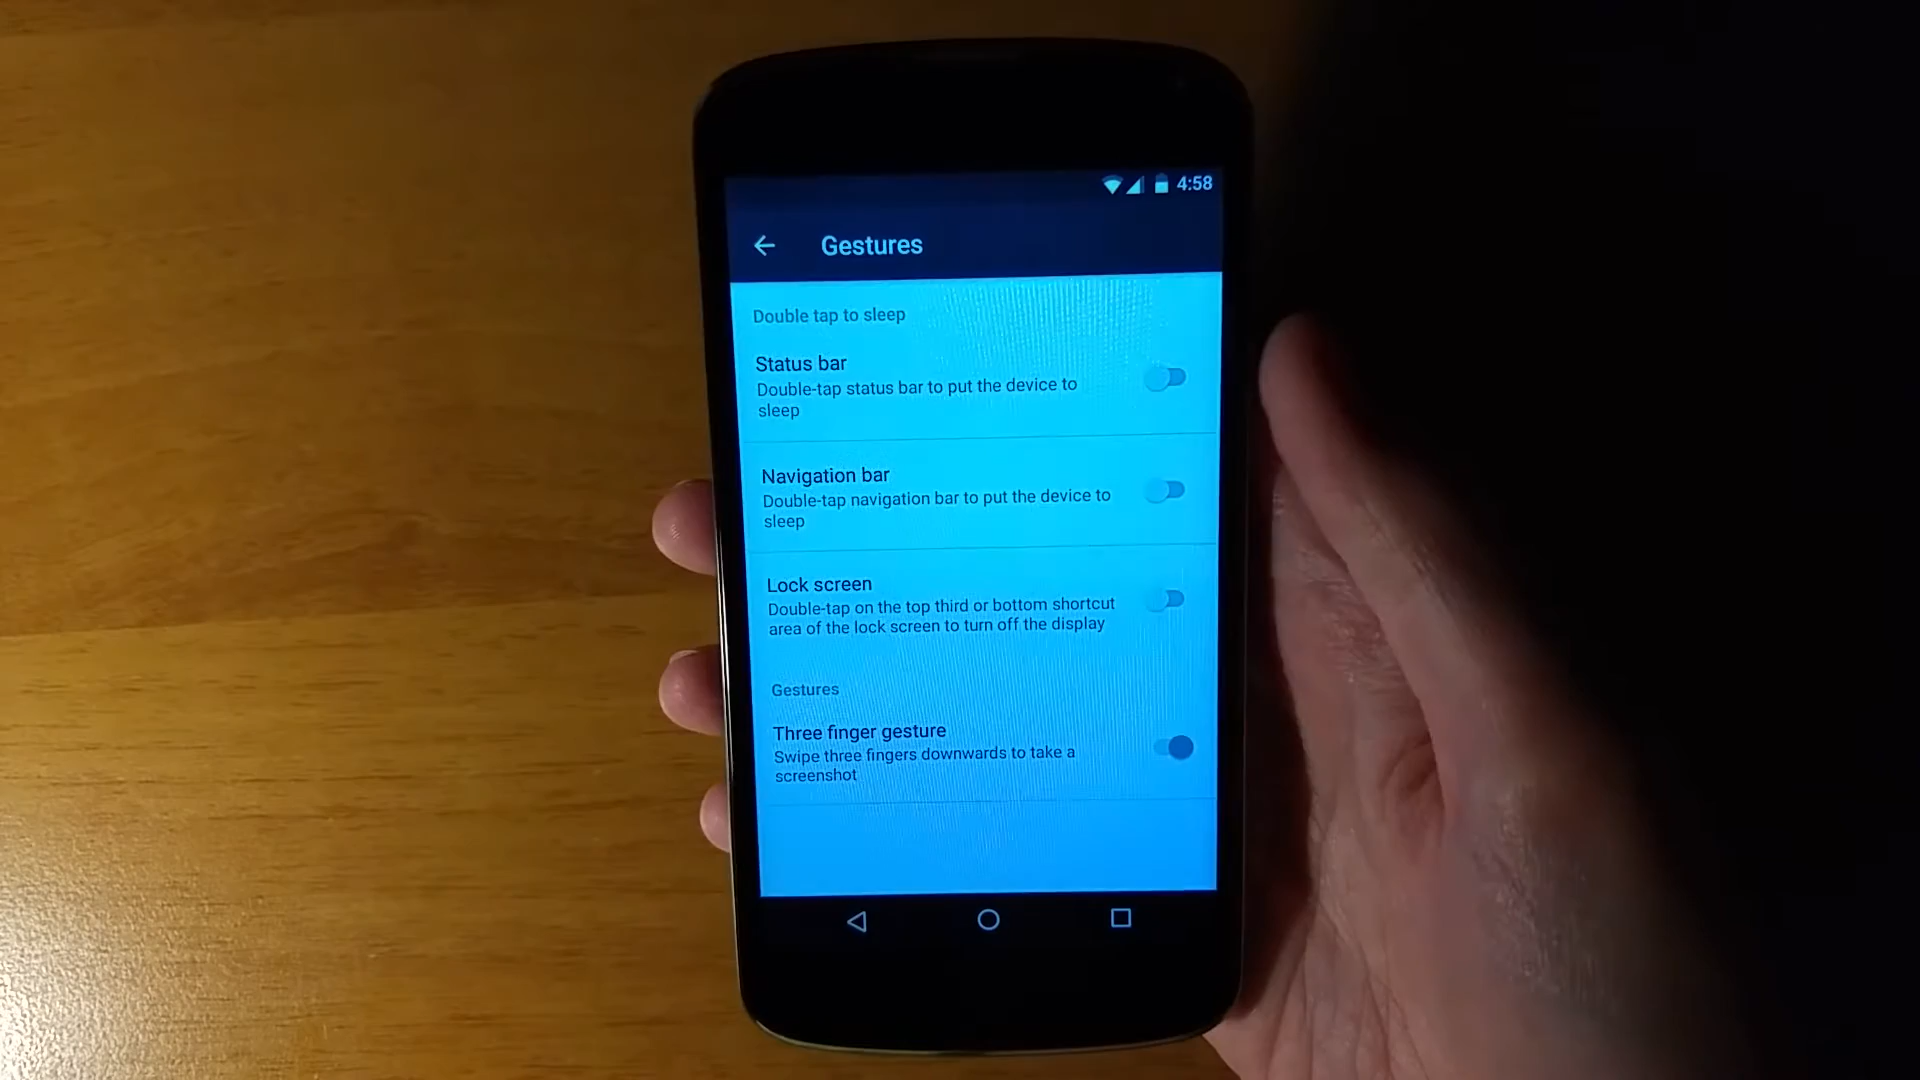 4:58
Gestures
Double tap to sleep
Status bar
Double-tap status bar to put the device to
sleep
Navigation bar
Double-tap navigation bar to put the device to
sleep
Lock screen
Double-tap on the top third or bottom shortcut
area of the lock screen to turn off the display
Gestures
Three finger gesture
Swipe three fingers downwards to take a
screenshot